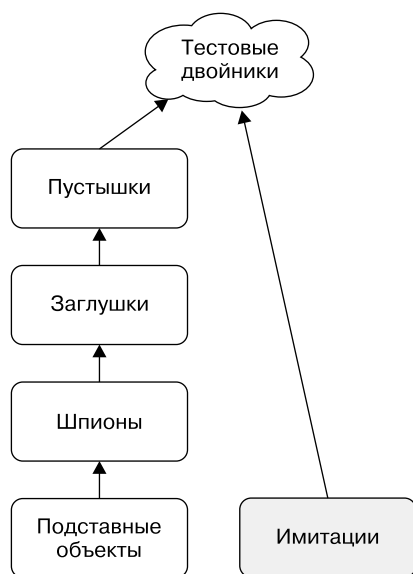 Тестовые
двойники
Пустышки
Заглушки
Шпионы
Подставные
объекты
Имитации